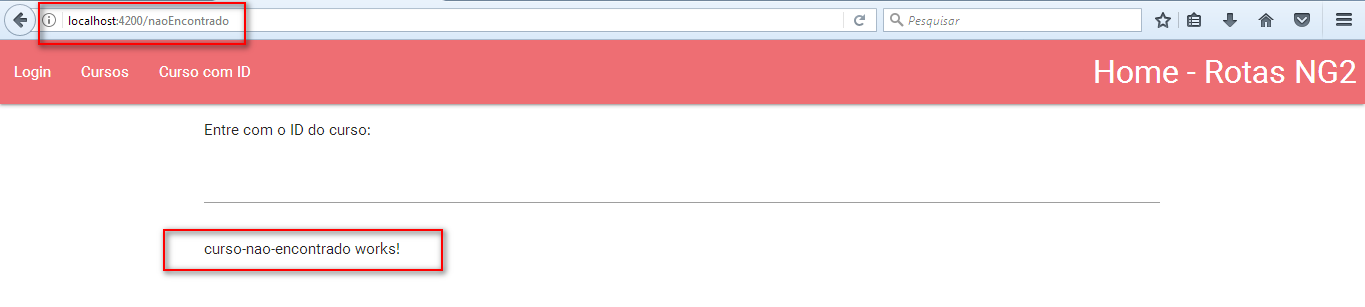 localhost:4200/naoEncontrado
Pesquisar
Login Cursos Curso com ID Home - Rotas NG2
Entre com o ID do curso:
curso-nao-encontrado works!